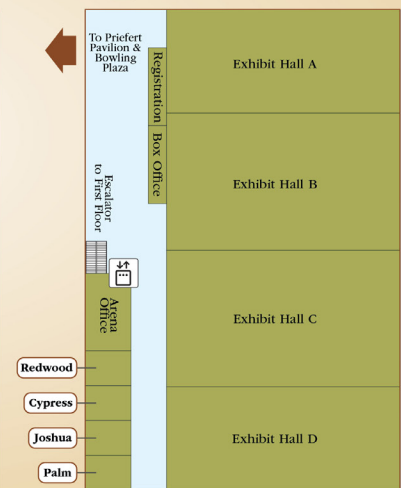 To Priefert
Pavilion &
Bowling
Plaza
Registration
Exhibit Hall A
Box Office
Escalator
to First Floor
Exhibit Hall B
Arena
Office
Exhibit Hall C
Redwood
Cypress
Joshua
Exhibit Hall D
Palm